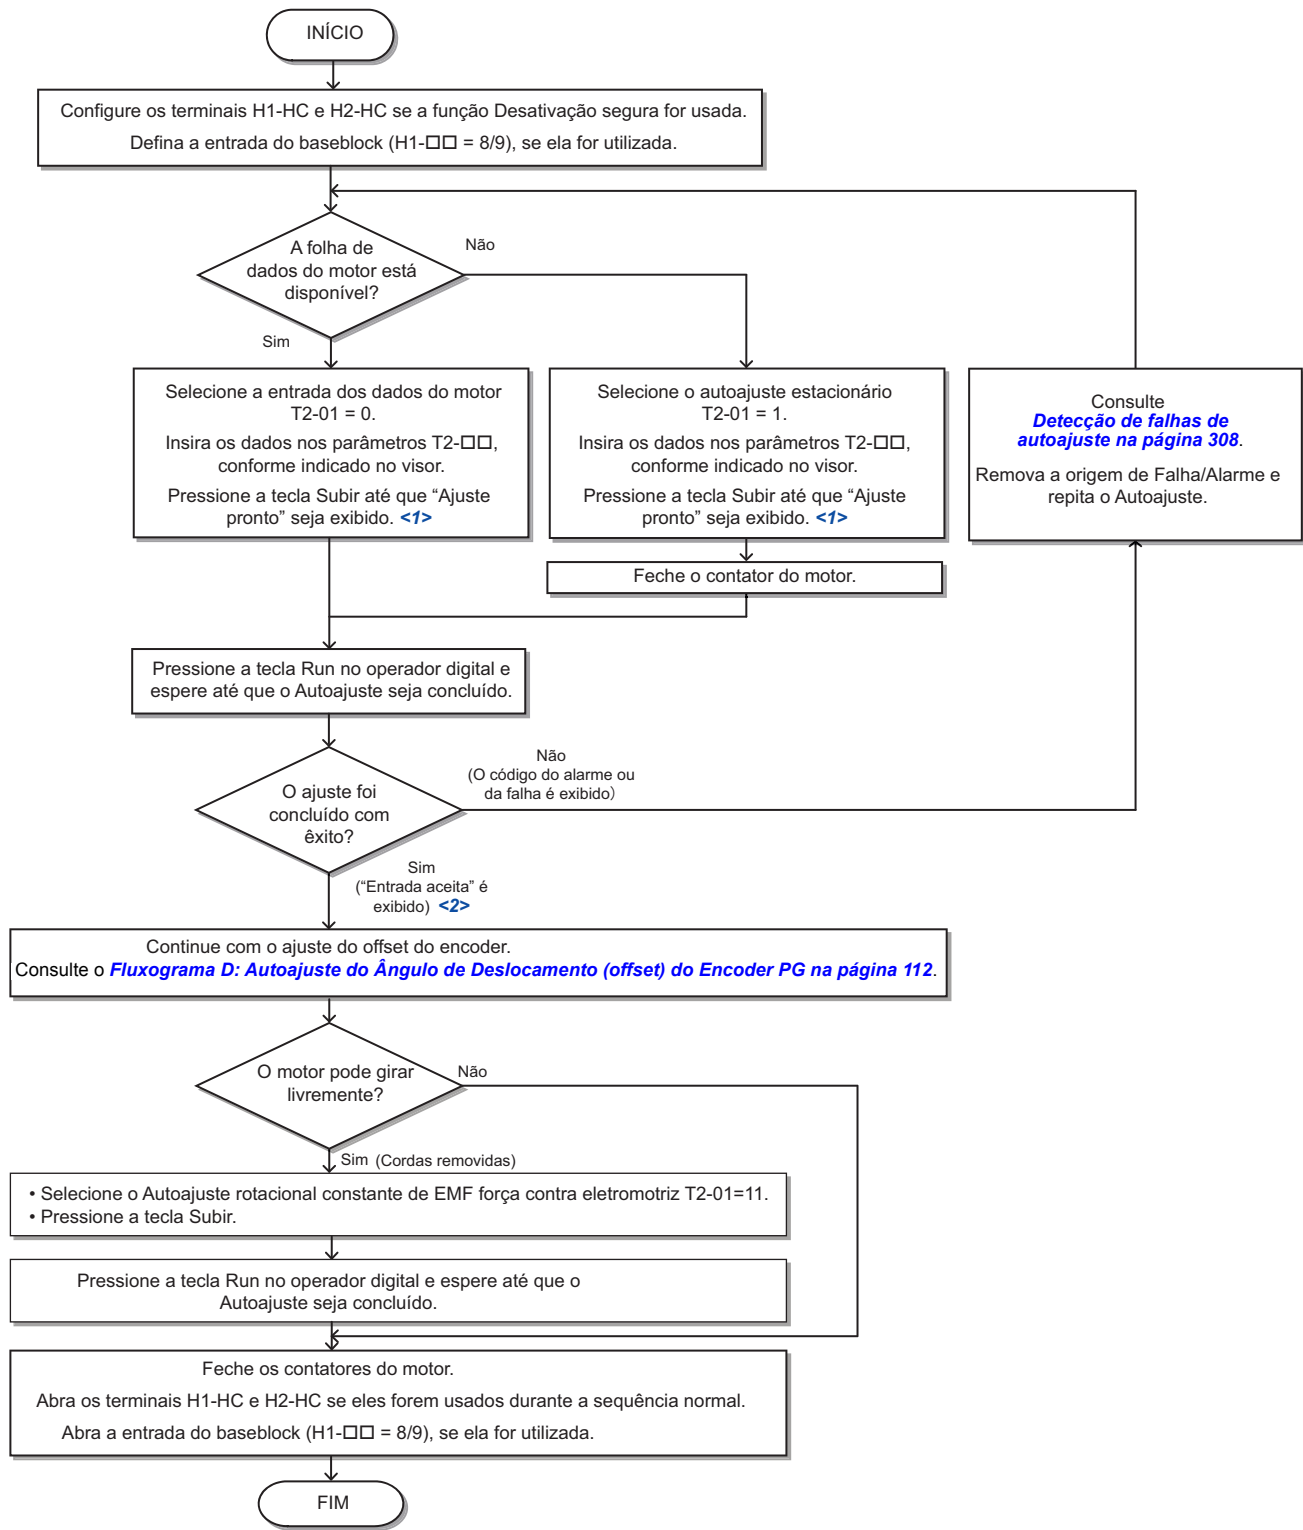 INÍCIO
Configure os terminais H1-HC e H2-HC se a função Desativação segura for usada.
Defina a entrada do baseblock (H1-□□ = 8/9), se ela for utilizada.
A folha de
dados do motor está
disponível?
Não
Sim
Selecione a entrada dos dados do motor
T2-01 = 0.
Insira os dados nos parâmetros T2-□□,
conforme indicado no visor.
Pressione a tecla Subir até que “Ajuste
pronto” seja exibido. <1>
Selecione o autoajuste estacionário
T2-01 = 1.
Insira os dados nos parâmetros T2-□□,
conforme indicado no visor.
Pressione a tecla Subir até que “Ajuste
pronto” seja exibido. <1>
Consulte
Detecção de falhas de
autoajuste na página 308.
Remova a origem de Falha/Alarme e
repita o Autoajuste.
Feche o contator do motor.
Pressione a tecla Run no operador digital e
espere até que o Autoajuste seja concluído.
O ajuste foi
concluído com
êxito?
Não
(O código do alarme ou
da falha é exibido)
Sim
(“Entrada aceita” é
exibido) <2>
Continue com o ajuste do offset do encoder.
Consulte o Fluxograma D: Autoajuste do Ângulo de Deslocamento (offset) do Encoder PG na página 112.
O motor pode girar
livremente?
Não
Sim (Cordas removidas)
• Selecione o Autoajuste rotacional constante de EMF força contra eletromotriz T2-01=11.
• Pressione a tecla Subir.
Pressione a tecla Run no operador digital e espere até que o
Autoajuste seja concluído.
Feche os contatores do motor.
Abra os terminais H1-HC e H2-HC se eles forem usados durante a sequência normal.
Abra a entrada do baseblock (H1-□□ = 8/9), se ela for utilizada.
FIM